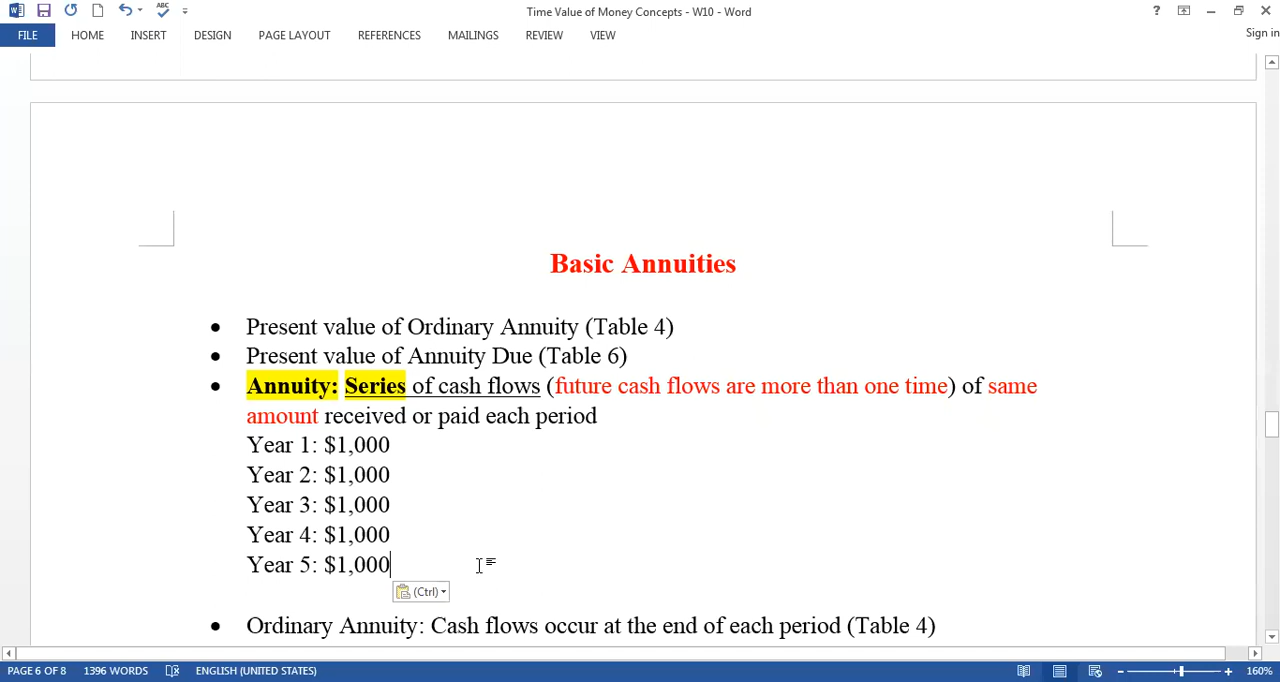 Time Value of Money Concepts - W10 - Word
?
Sign in
FILE HOME INSERT DESIGN PAGE LAYOUT REFERENCES MAILINGS REVIEW VIEW
Basic Annuities
• Present value of Ordinary Annuity (Table 4)
• Present value of Annuity Due (Table 6)
• Annuity: Series of cash flows (future cash flows are more than one time) of same
amount received or paid each period
Year 1: $1,000
Year 2: $1,000
Year 3: $1,000
Year 4: $1,000
Year 5: $1,000
(Ctrl)
• Ordinary Annuity: Cash flows occur at the end of each period (Table 4)
PAGE 6 OF 8 1396 WORDS ENGLISH (UNITED STATES) 160%